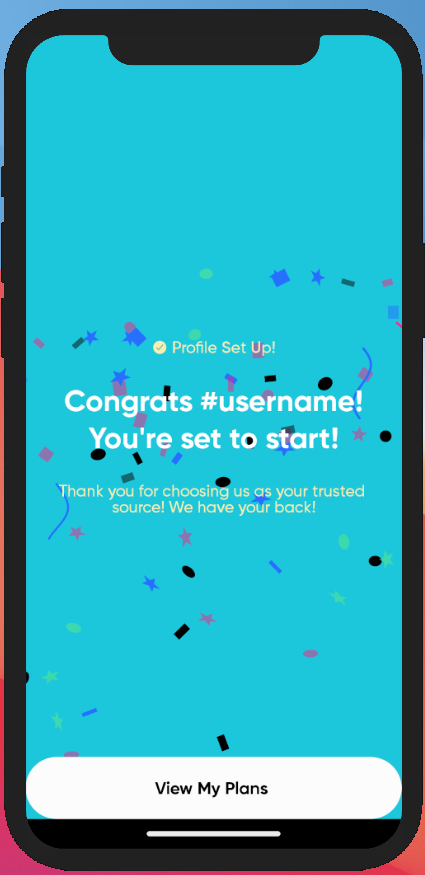 Profile Set Up!
Congrats #username!
You're set to start!
Thank you for choosing us as your trusted
source! We have your back!
View My Plans